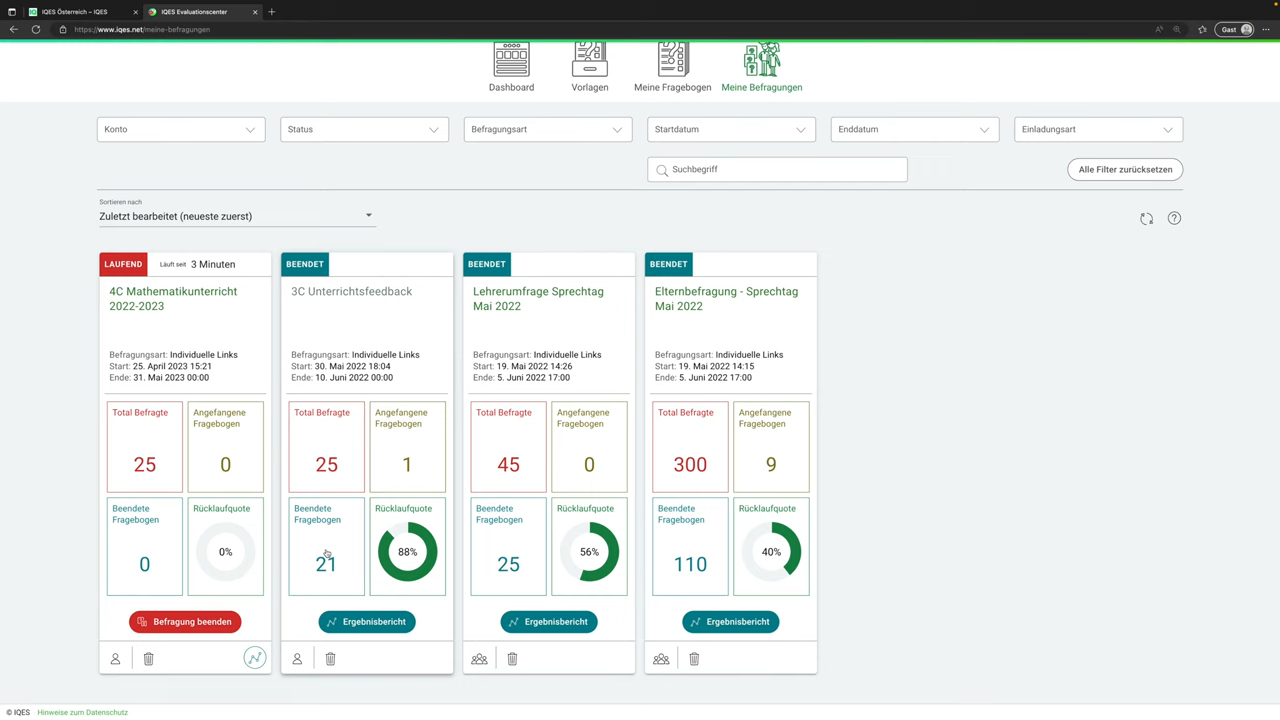 IQES Österreich – IQES
IQES Evaluationscenter
https://www.iqes.net/meine-befragungen
Gast
Dashboard
Vorlagen
Meine Fragebogen
Meine Befragungen
Konto
Status
Befragungsart
Startdatum
Enddatum
Einladungsart
Suchbegriff
Alle Filter zurücksetzen
Sortieren nach
Zuletzt bearbeitet (neueste zuerst)
LAUFEND
Läuft seit 3 Minuten
4C Mathematikunterricht
2022-2023
Befragungsart: Individuelle Links
Start: 25. April 2023 15:21
Ende: 31. Mai 2023 00:00
Total Befragte
25
Angefangene
Fragebogen
0
Beendete
Fragebogen
0
Rücklaufquote
0%
Befragung beenden
BEENDET
3C Unterrichtsfeedback
Befragungsart: Individuelle Links
Start: 30. Mai 2022 18:04
Ende: 10. Juni 2022 00:00
Total Befragte
25
Angefangene
Fragebogen
1
Beendete
Fragebogen
21
Rücklaufquote
88%
Ergebnisbericht
BEENDET
Lehrerumfrage Sprechtag
Mai 2022
Befragungsart: Individuelle Links
Start: 19. Mai 2022 14:26
Ende: 5. Juni 2022 17:00
Total Befragte
45
Angefangene
Fragebogen
0
Beendete
Fragebogen
25
Rücklaufquote
56%
Ergebnisbericht
BEENDET
Elternbefragung - Sprechtag
Mai 2022
Befragungsart: Individuelle Links
Start: 19. Mai 2022 14:15
Ende: 5. Juni 2022 17:00
Total Befragte
300
Angefangene
Fragebogen
9
Beendete
Fragebogen
110
Rücklaufquote
40%
Ergebnisbericht
© IQES Hinweise zum Datenschutz